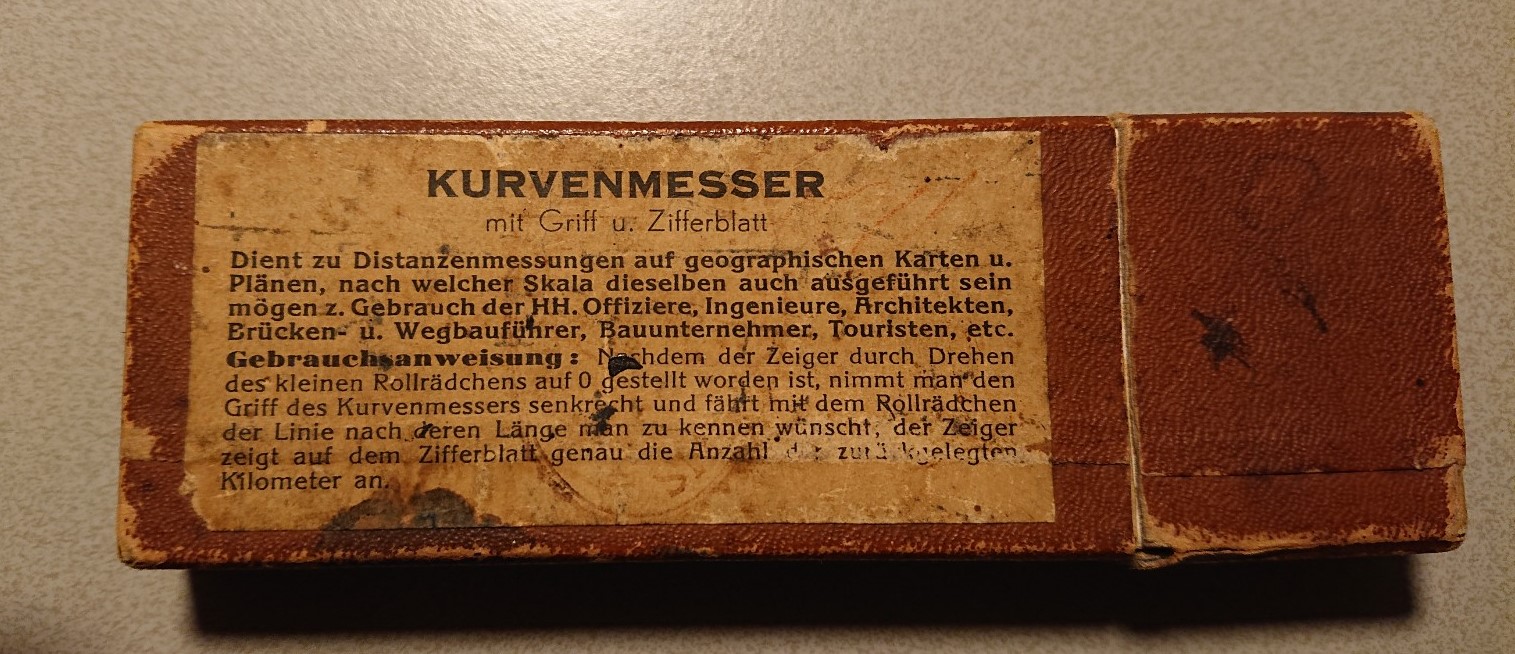 KURVENMESSER
mit Griff u. Zifferblatt
Dient zu Distanzenmessungen auf geographischen Karten u.
Plänen, nach welcher Skala dieselben auch ausgeführt sein
mögen z. Gebrauch der HH. Offiziere, Ingenieure, Architekten,
Brücken- u. Wegbauführer, Bauunternehmer, Touristen, etc.
Gebrauchsanweisung: Nachdem der Zeiger durch Drehen
des kleinen Rollrädchens auf 0 gestellt worden ist, nimmt man den
Griff des Kurvenmessers senkrecht und fährt mit dem Rollrädchen
der Linie nach deren Länge man zu kennen wünscht, der Zeiger
zeigt auf dem Zifferblatt genau die Anzahl der zurückgelegten
Kilometer an.